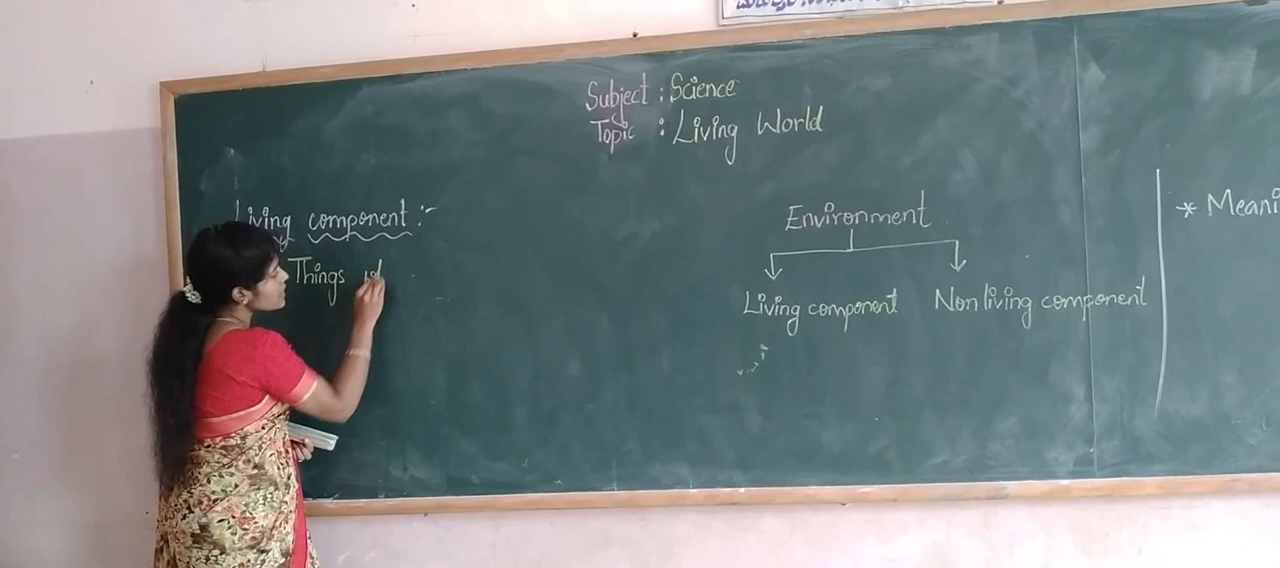 Subject : Science
Topic : Living World
Living component :-
Things
Environment
Living component
Non living component
* Meani